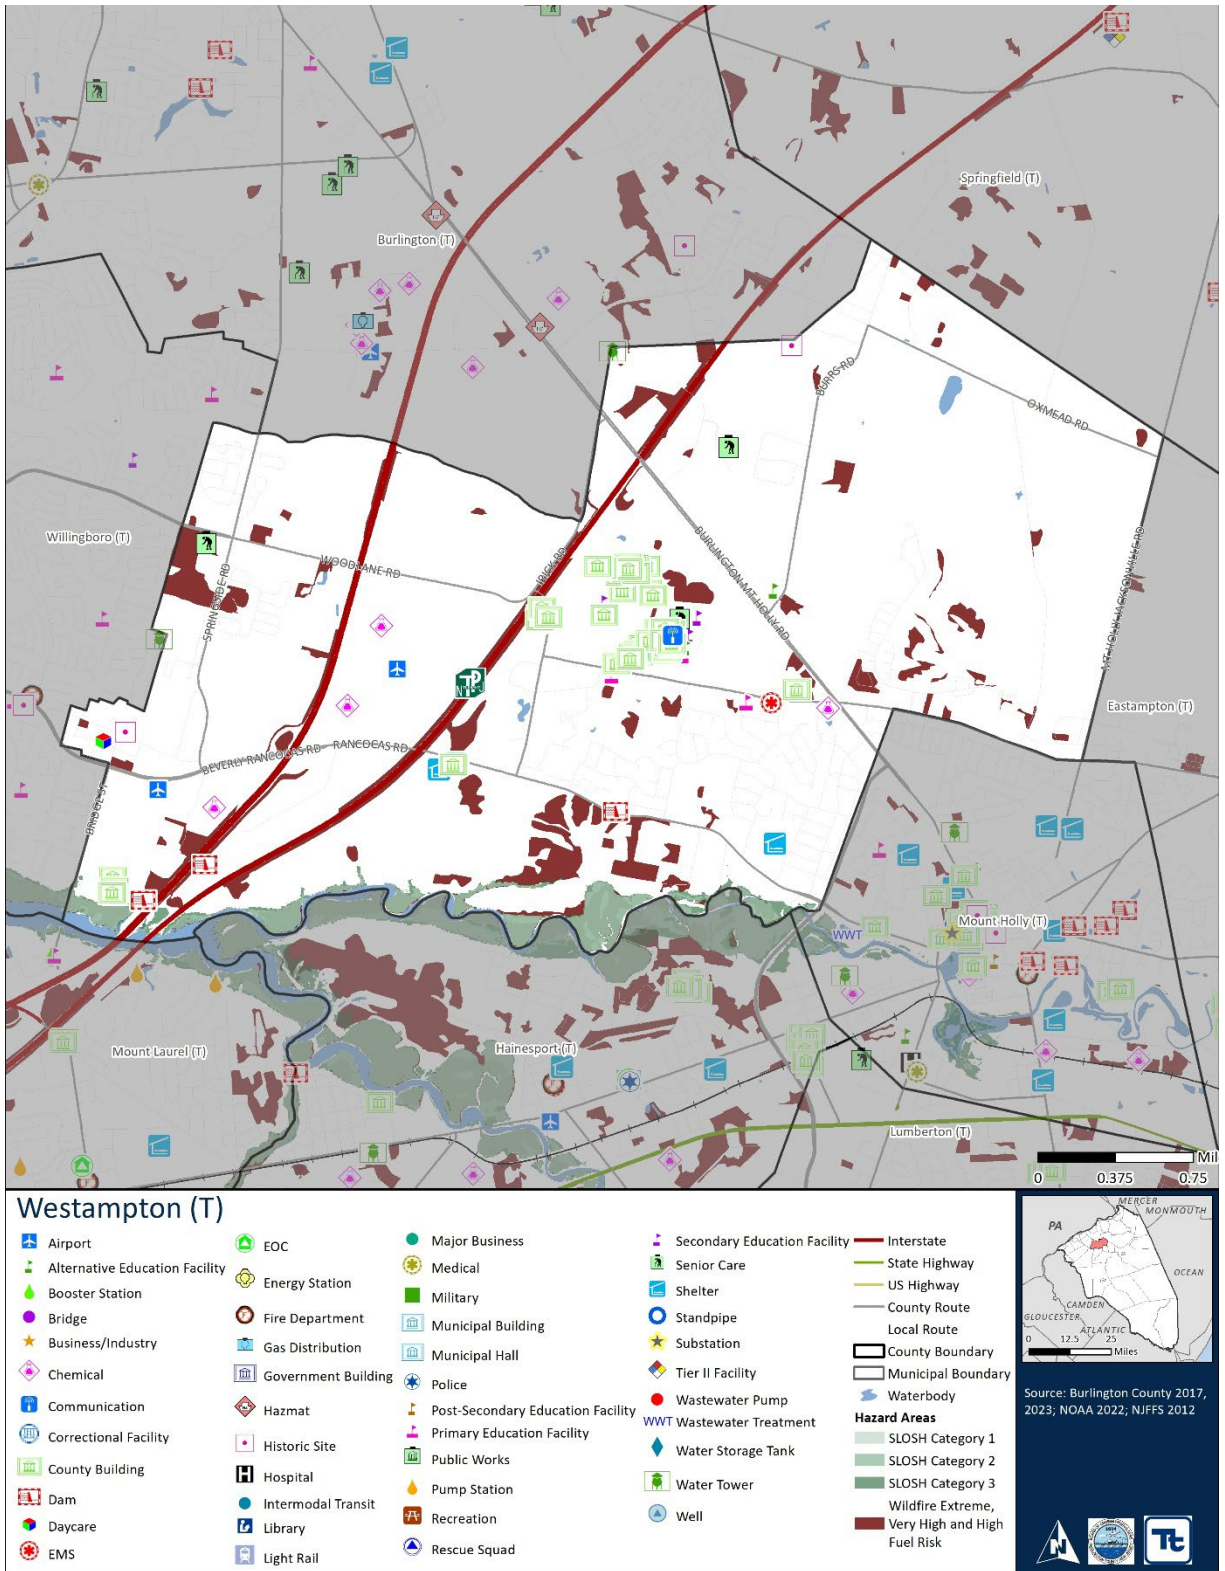 Springfield (T)
Burlington (T)
BURRS RD
OXMEAD RD
Willingboro (T)
WOODLANE RD
IRICK RD
BURLINGTON-MT HOLLY RD
SPRINGSIDE RD
MT HOLLY-JACKSONVILLE RD
Eastampton (T)
BEVERLY RANCOCAS RD
RANCOCAS RD
BRIDGE ST
WWT
Mount Holly (T)
Mount Laurel (T)
Hainesport (T)
Lumberton (T)
Mil
0 0.375 0.75
Westampton (T)
Airport
Alternative Education Facility
Booster Station
Bridge
Business/Industry
Chemical
Communication
Correctional Facility
County Building
Dam
Daycare
EMS
EOC
Energy Station
Fire Department
Gas Distribution
Government Building
Hazmat
Historic Site
Hospital
Intermodal Transit
Library
Light Rail
Major Business
Medical
Military
Municipal Building
Municipal Hall
Police
Post-Secondary Education Facility
Primary Education Facility
Public Works
Pump Station
Recreation
Rescue Squad
Secondary Education Facility
Senior Care
Shelter
Standpipe
Substation
Tier II Facility
Wastewater Pump
WWT Wastewater Treatment
Water Storage Tank
Water Tower
Well
Interstate
State Highway
US Highway
County Route
Local Route
County Boundary
Municipal Boundary
Waterbody
Hazard Areas
SLOSH Category 1
SLOSH Category 2
SLOSH Category 3
Wildfire Extreme,
Very High and High
Fuel Risk
MERCER
MONMOUTH
PA
OCEAN
CAMDEN
GLOUCESTER
ATLANTIC
0 12.5 25
Miles
Source: Burlington County 2017,
2023; NOAA 2022; NJFFS 2012
N
Tt